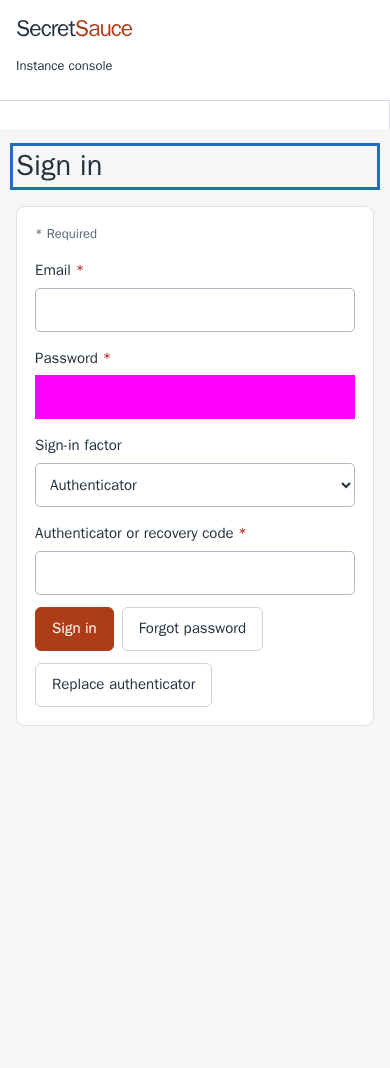 SecretSauce
Instance console
Sign in
* Required
Email *
Password *
Sign-in factor
Authenticator
Authenticator or recovery code *
Sign in
Forgot password
Replace authenticator